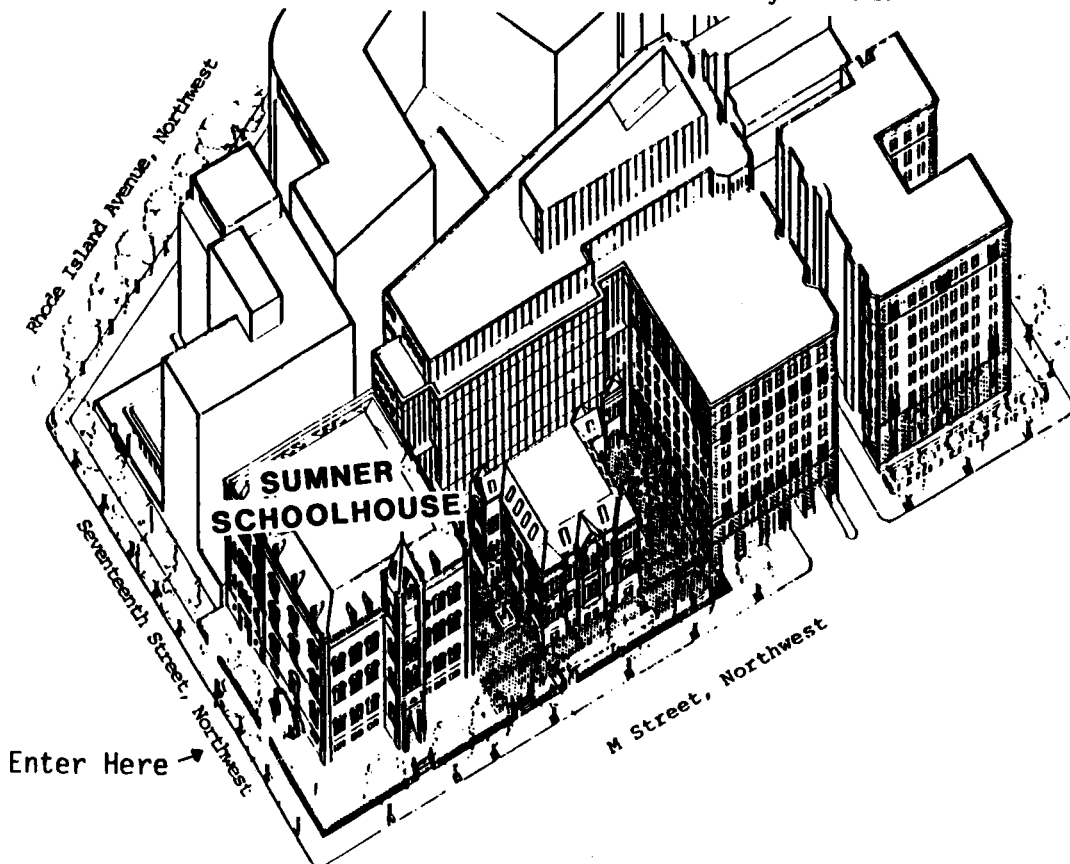 Rhode Island Avenue, Northwest
SUMNER
SCHOOLHOUSE
Seventeenth Street, Northwest
M Street, Northwest
Enter Here